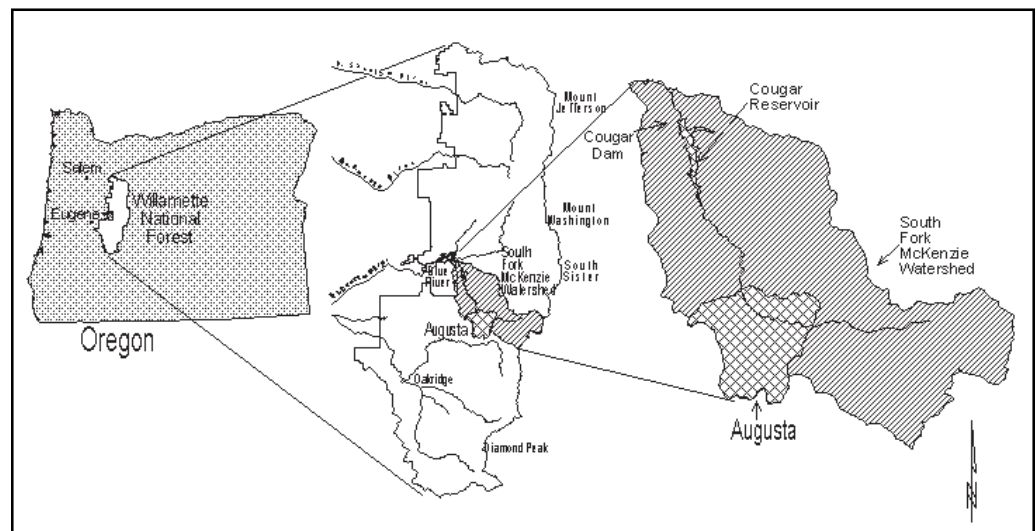 Salem
Eugene
Willamette
National
Forest
Oregon
Mount
Jefferson
Mount
Washington
South
Sister
South
Fork
McKenzie
Watershed
Blue
River
Augusta
Oakridge
Diamond Peak
Cougar
Reservoir
Cougar
Dam
South
Fork
McKenzie
Watershed
Augusta
N